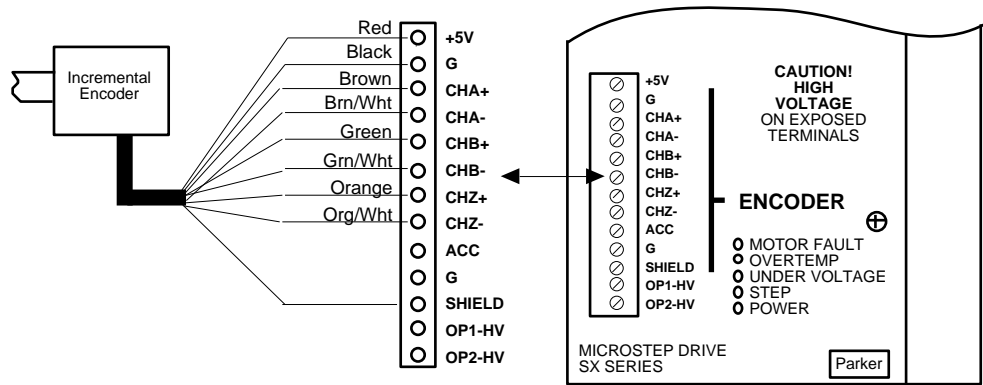 Incremental
Encoder
Red
Black
Brown
Brn/Wht
Green
Grn/Wht
Orange
Org/Wht
+5V
G
CHA+
CHA-
CHB+
CHB-
CHZ+
CHZ-
ACC
G
SHIELD
OP1-HV
OP2-HV
+5V
G
CHA+
CHA-
CHB+
CHB-
CHZ+
CHZ-
ACC
G
SHIELD
OP1-HV
OP2-HV
CAUTION!
HIGH
VOLTAGE
ON EXPOSED
TERMINALS
ENCODER
MOTOR FAULT
OVERTEMP
UNDER VOLTAGE
STEP
POWER
MICROSTEP DRIVE
SX SERIES
Parker